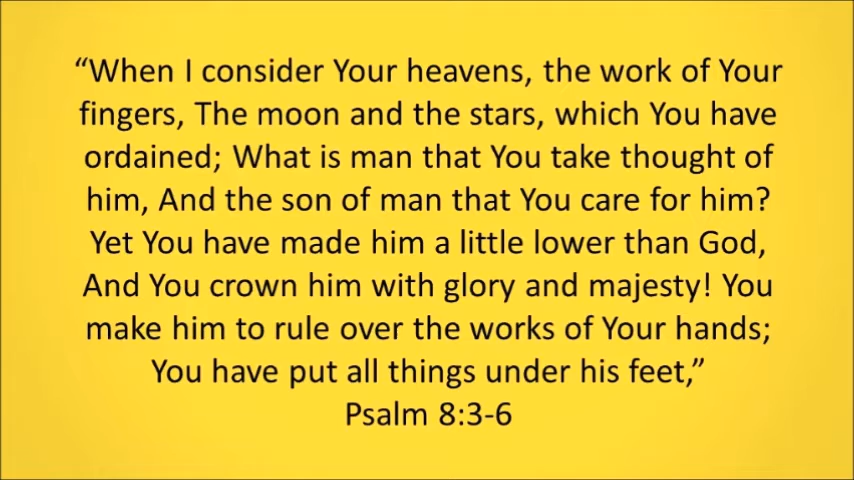 “When I consider Your heavens, the work of Your
fingers, The moon and the stars, which You have
ordained; What is man that You take thought of
him, And the son of man that You care for him?
Yet You have made him a little lower than God,
And You crown him with glory and majesty! You
make him to rule over the works of Your hands;
You have put all things under his feet,”
Psalm 8:3-6